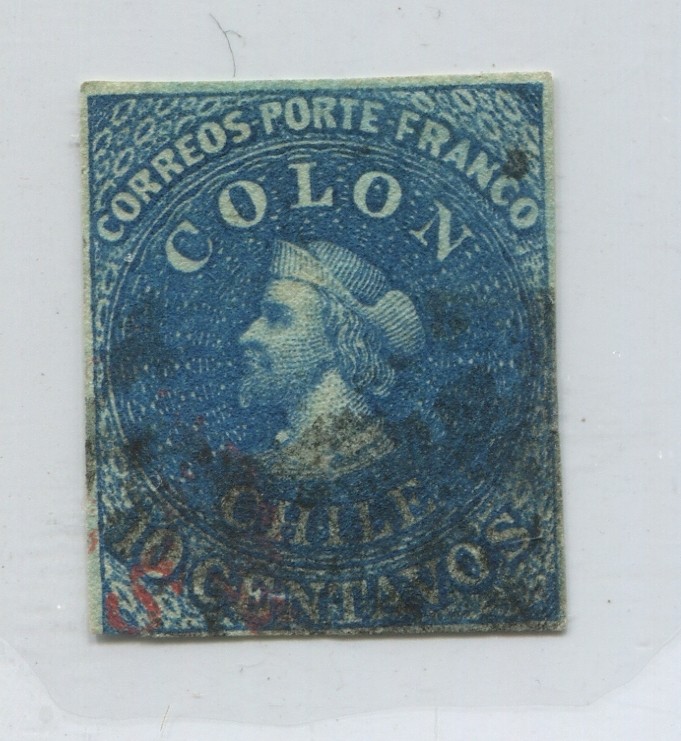 CORREOS PORTE FRANCO
COLON
CHILE
10 CENTAVOS